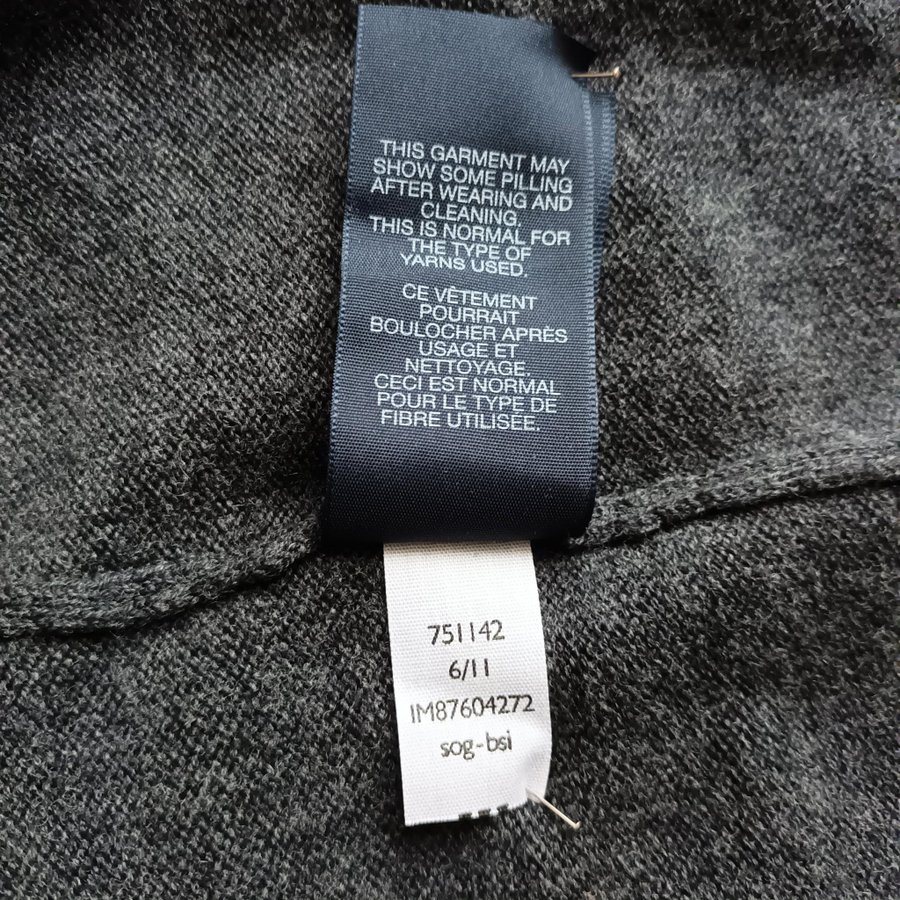 THIS GARMENT MAY
SHOW SOME PILLING
AFTER WEARING AND
CLEANING.
THIS IS NORMAL FOR
THE TYPE OF
YARNS USED.
CE VÊTEMENT
POURRAIT
BOULOCHER APRÈS
USAGE ET
NETTOYAGE.
CECI EST NORMAL
POUR LE TYPE DE
FIBRE UTILISÉE.
751142
6/11
IM87604272
sog-bsi